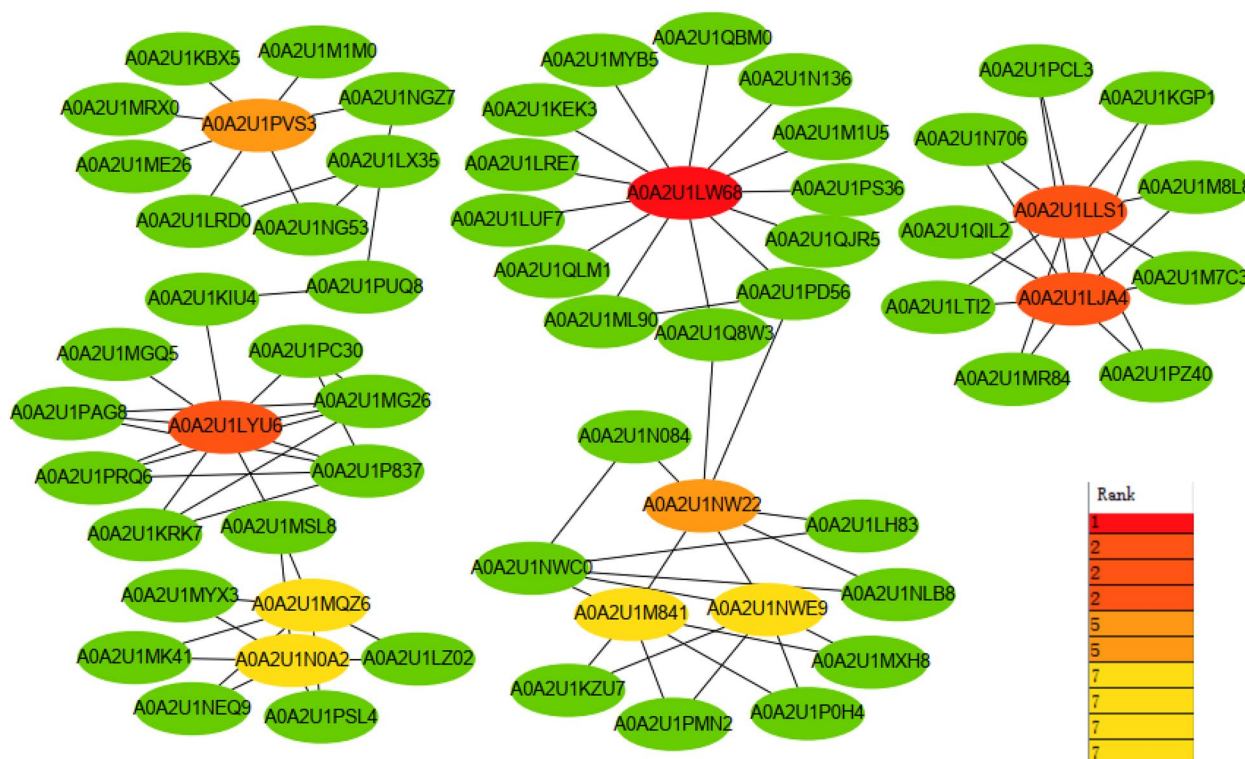 A0A2U1KBX5
A0A2U1M1M0
A0A2U1MRX0
A0A2U1NGZ7
A0A2U1PVS3
A0A2U1ME26
A0A2U1LX35
A0A2U1LRD0
A0A2U1NG53
A0A2U1KIU4
A0A2U1PUQ8
A0A2U1MGQ5
A0A2U1PC30
A0A2U1PAG8
A0A2U1MG26
A0A2U1LYU6
A0A2U1PRQ6
A0A2U1P837
A0A2U1KRK7
A0A2U1MSL8
A0A2U1MYX3
A0A2U1MQZ6
A0A2U1MK41
A0A2U1N0A2
A0A2U1LZ02
A0A2U1NEQ9
A0A2U1PSL4
A0A2U1QBM0
A0A2U1MYB5
A0A2U1N136
A0A2U1KEK3
A0A2U1M1U5
A0A2U1LRE7
A0A2U1LW68
A0A2U1PS36
A0A2U1LUF7
A0A2U1QJR5
A0A2U1QLM1
A0A2U1PD56
A0A2U1ML90
A0A2U1Q8W3
A0A2U1N084
A0A2U1NW22
A0A2U1LH83
A0A2U1NWC0
A0A2U1NLB8
A0A2U1M841
A0A2U1NWE9
A0A2U1MXH8
A0A2U1KZU7
A0A2U1P0H4
A0A2U1PMN2
A0A2U1PCL3
A0A2U1KGP1
A0A2U1N706
A0A2U1M8L8
A0A2U1LLS1
A0A2U1QIL2
A0A2U1M7C3
A0A2U1LJA4
A0A2U1LTI2
A0A2U1MR84
A0A2U1PZ40
Rank
1
2
2
2
5
5
7
7
7
7